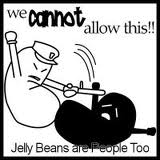 we cannot allow this!!
Jelly Beans are People Too